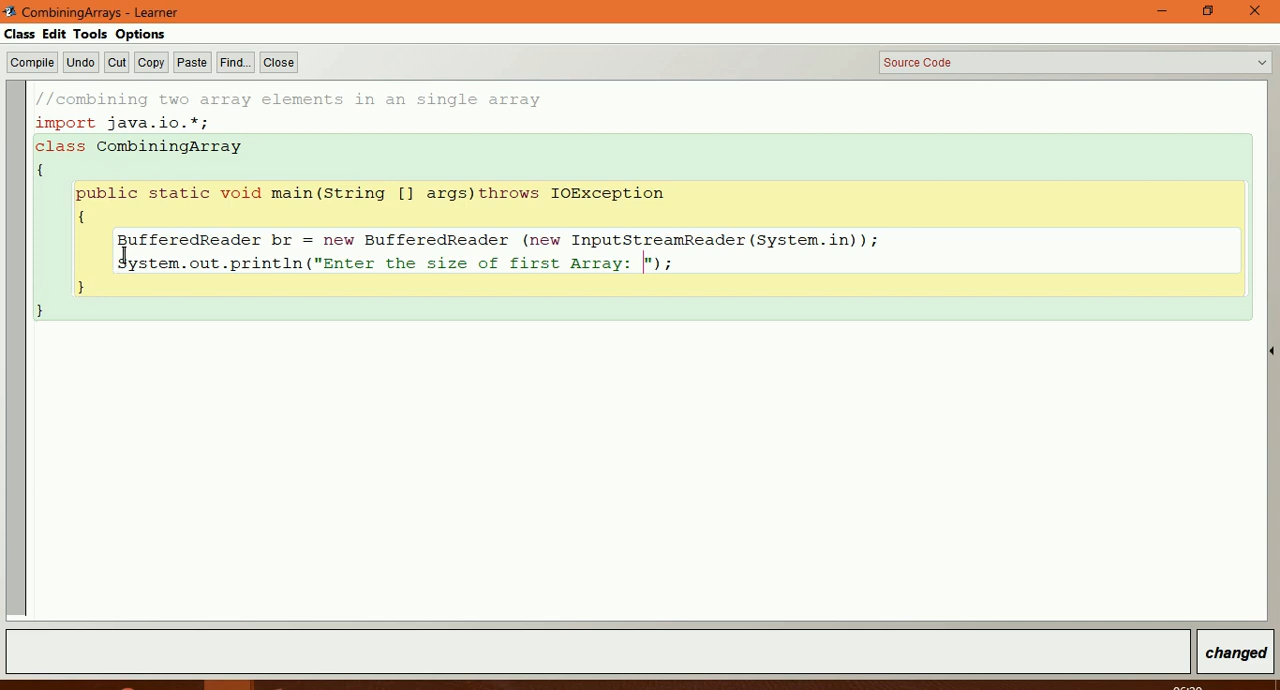 CombiningArrays - Learner
Class Edit Tools Options
Compile Undo Cut Copy Paste Find... Close Source Code
//combining two array elements in an single array
import java.io.*;
class CombiningArray
{
public static void main(String [] args)throws IOException
{
BufferedReader br = new BufferedReader (new InputStreamReader(System.in));
System.out.println("Enter the size of first Array: ");
}
}
changed